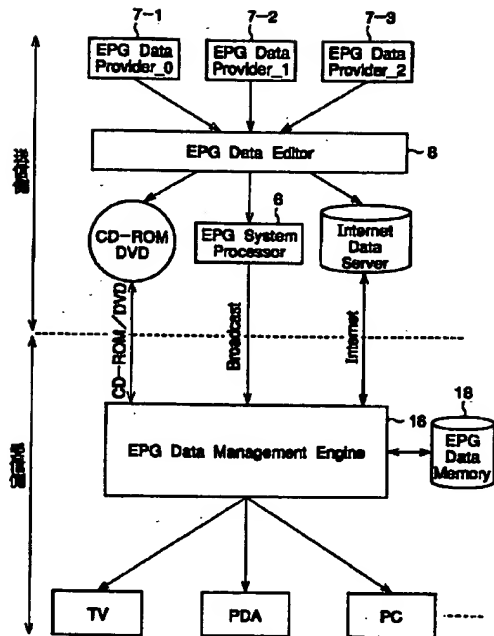 7-1
7-2
7-3
EPG Data
Provider_0
EPG Data
Provider_1
EPG Data
Provider_2
EPG Data Editor
8
CD-ROM
DVD
6
EPG System
Processor
Internet
Data
Server
CD-ROM/DVD
Broadcast
Internet
16
EPG Data Management Engine
18
EPG
Data
Memory
TV
PDA
PC